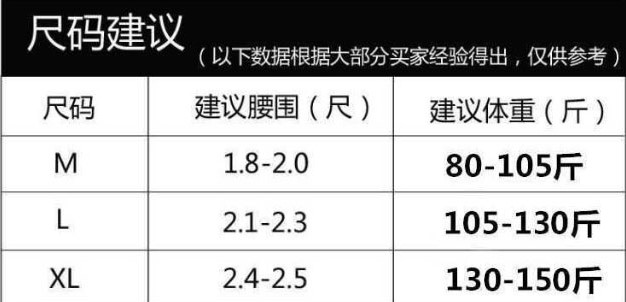 尺码建议
（以下数据根据大部分买家经验得出，仅供参考）
尺码 建议腰围（尺） 建议体重（斤）
M 1.8-2.0 80-105斤
L 2.1-2.3 105-130斤
XL 2.4-2.5 130-150斤